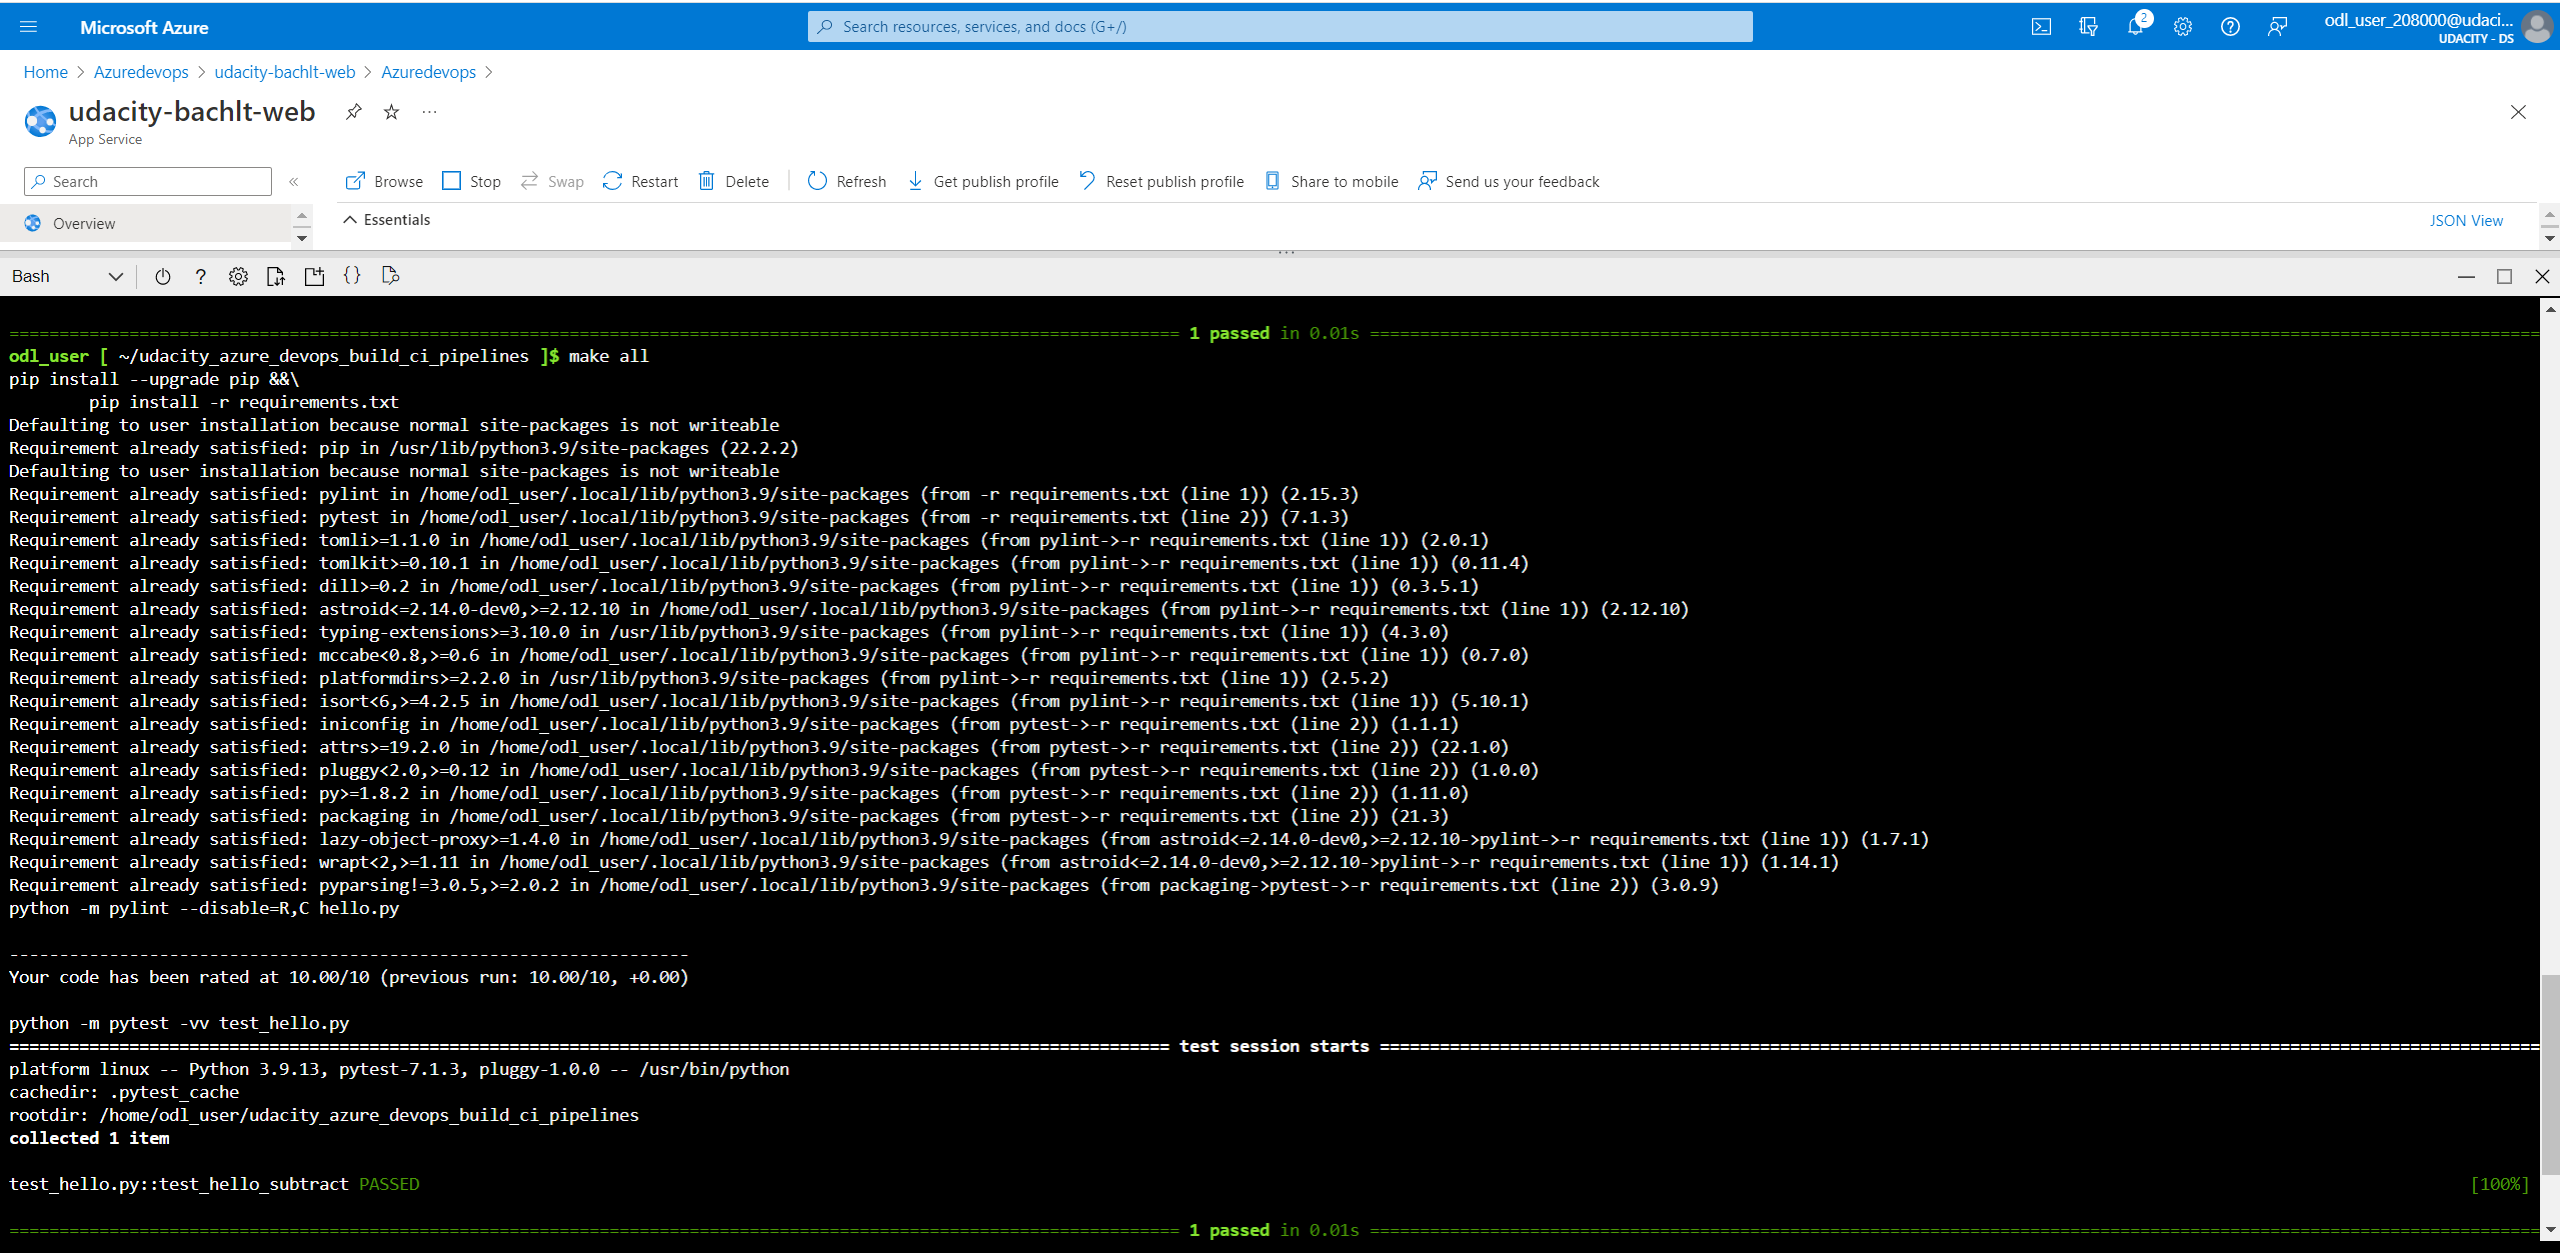 Microsoft Azure
Search resources, services, and docs (G+/)
2
odl_user_208000@udaci...
UDACITY - DS
Home > Azuredevops > udacity-bachlt-web > Azuredevops >
udacity-bachlt-web
App Service
Search
Browse Stop Swap Restart Delete Refresh Get publish profile Reset publish profile Share to mobile Send us your feedback
Overview
Essentials
JSON View
Bash
=============== 1 passed in 0.01s ===============
odl_user [ ~/udacity_azure_devops_build_ci_pipelines ]$ make all
pip install --upgrade pip &&\
pip install -r requirements.txt
Defaulting to user installation because normal site-packages is not writeable
Requirement already satisfied: pip in /usr/lib/python3.9/site-packages (22.2.2)
Defaulting to user installation because normal site-packages is not writeable
Requirement already satisfied: pylint in /home/odl_user/.local/lib/python3.9/site-packages (from -r requirements.txt (line 1)) (2.15.3)
Requirement already satisfied: pytest in /home/odl_user/.local/lib/python3.9/site-packages (from -r requirements.txt (line 2)) (7.1.3)
Requirement already satisfied: tomli>=1.1.0 in /home/odl_user/.local/lib/python3.9/site-packages (from pylint->-r requirements.txt (line 1)) (2.0.1)
Requirement already satisfied: tomlkit>=0.10.1 in /home/odl_user/.local/lib/python3.9/site-packages (from pylint->-r requirements.txt (line 1)) (0.11.4)
Requirement already satisfied: dill>=0.2 in /home/odl_user/.local/lib/python3.9/site-packages (from pylint->-r requirements.txt (line 1)) (0.3.5.1)
Requirement already satisfied: astroid<=2.14.0-dev0,>=2.12.10 in /home/odl_user/.local/lib/python3.9/site-packages (from pylint->-r requirements.txt (line 1)) (2.12.10)
Requirement already satisfied: typing-extensions>=3.10.0 in /usr/lib/python3.9/site-packages (from pylint->-r requirements.txt (line 1)) (4.3.0)
Requirement already satisfied: mccabe<0.8,>=0.6 in /home/odl_user/.local/lib/python3.9/site-packages (from pylint->-r requirements.txt (line 1)) (0.7.0)
Requirement already satisfied: platformdirs>=2.2.0 in /usr/lib/python3.9/site-packages (from pylint->-r requirements.txt (line 1)) (2.5.2)
Requirement already satisfied: isort<6,>=4.2.5 in /home/odl_user/.local/lib/python3.9/site-packages (from pylint->-r requirements.txt (line 1)) (5.10.1)
Requirement already satisfied: iniconfig in /home/odl_user/.local/lib/python3.9/site-packages (from pytest->-r requirements.txt (line 2)) (1.1.1)
Requirement already satisfied: attrs>=19.2.0 in /home/odl_user/.local/lib/python3.9/site-packages (from pytest->-r requirements.txt (line 2)) (22.1.0)
Requirement already satisfied: pluggy<2.0,>=0.12 in /home/odl_user/.local/lib/python3.9/site-packages (from pytest->-r requirements.txt (line 2)) (1.0.0)
Requirement already satisfied: py>=1.8.2 in /home/odl_user/.local/lib/python3.9/site-packages (from pytest->-r requirements.txt (line 2)) (1.11.0)
Requirement already satisfied: packaging in /home/odl_user/.local/lib/python3.9/site-packages (from pytest->-r requirements.txt (line 2)) (21.3)
Requirement already satisfied: lazy-object-proxy>=1.4.0 in /home/odl_user/.local/lib/python3.9/site-packages (from astroid<=2.14.0-dev0,>=2.12.10->pylint->-r requirements.txt (line 1)) (1.7.1)
Requirement already satisfied: wrapt<2,>=1.11 in /home/odl_user/.local/lib/python3.9/site-packages (from astroid<=2.14.0-dev0,>=2.12.10->pylint->-r requirements.txt (line 1)) (1.14.1)
Requirement already satisfied: pyparsing!=3.0.5,>=2.0.2 in /home/odl_user/.local/lib/python3.9/site-packages (from packaging->pytest->-r requirements.txt (line 2)) (3.0.9)
python -m pylint --disable=R,C hello.py
--------------------------------------------------------------------
Your code has been rated at 10.00/10 (previous run: 10.00/10, +0.00)
python -m pytest -vv test_hello.py
=============== test session starts ===============
platform linux -- Python 3.9.13, pytest-7.1.3, pluggy-1.0.0 -- /usr/bin/python
cachedir: .pytest_cache
rootdir: /home/odl_user/udacity_azure_devops_build_ci_pipelines
collected 1 item
test_hello.py::test_hello_subtract PASSED [100%]
=============== 1 passed in 0.01s ===============